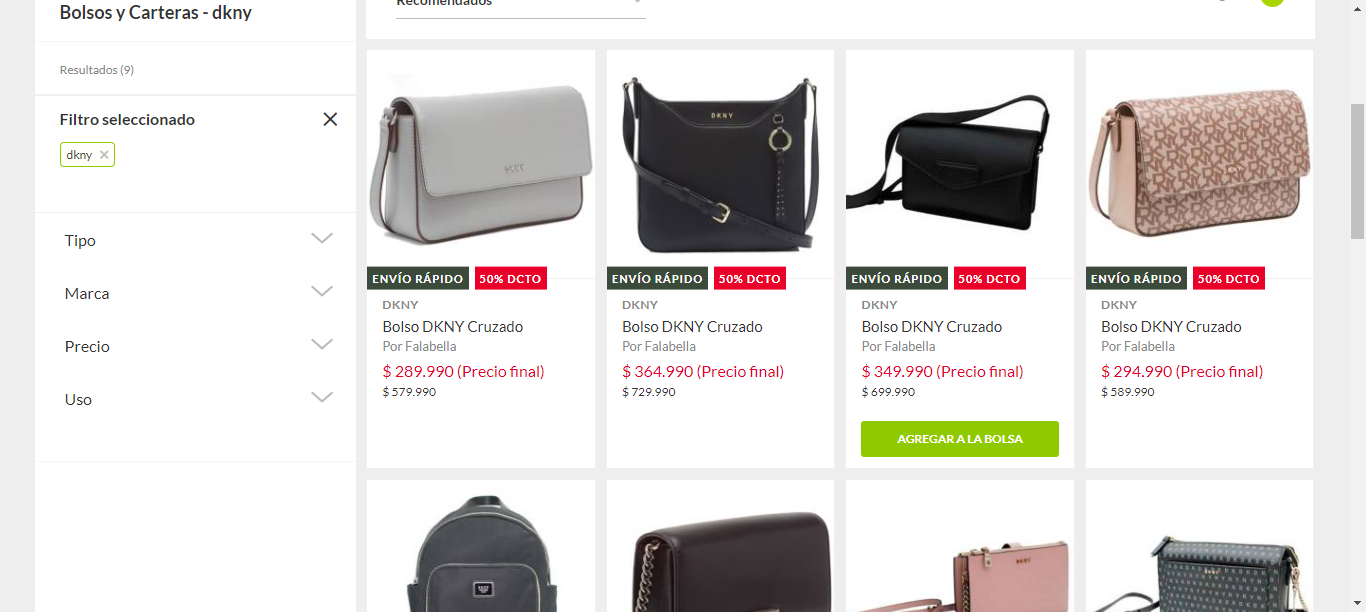 Bolsos y Carteras - dkny
Resultados (9)
Filtro seleccionado
dkny
Tipo
Marca
Precio
Uso
Recomendados
DKNY
DKNY
ENVÍO RÁPIDO 50% DCTO
DKNY
Bolso DKNY Cruzado
Por Falabella
$ 289.990 (Precio final)
$ 579.990
ENVÍO RÁPIDO 50% DCTO
DKNY
Bolso DKNY Cruzado
Por Falabella
$ 364.990 (Precio final)
$ 729.990
ENVÍO RÁPIDO 50% DCTO
DKNY
Bolso DKNY Cruzado
Por Falabella
$ 349.990 (Precio final)
$ 699.990
AGREGAR A LA BOLSA
ENVÍO RÁPIDO 50% DCTO
DKNY
Bolso DKNY Cruzado
Por Falabella
$ 294.990 (Precio final)
$ 589.990
DKNY